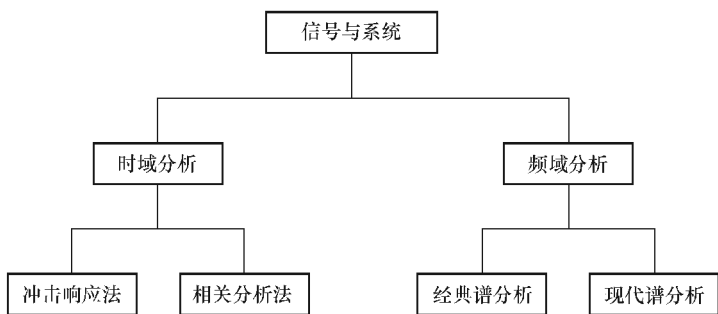 信号与系统
时域分析
频域分析
冲击响应法
相关分析法
经典谱分析
现代谱分析